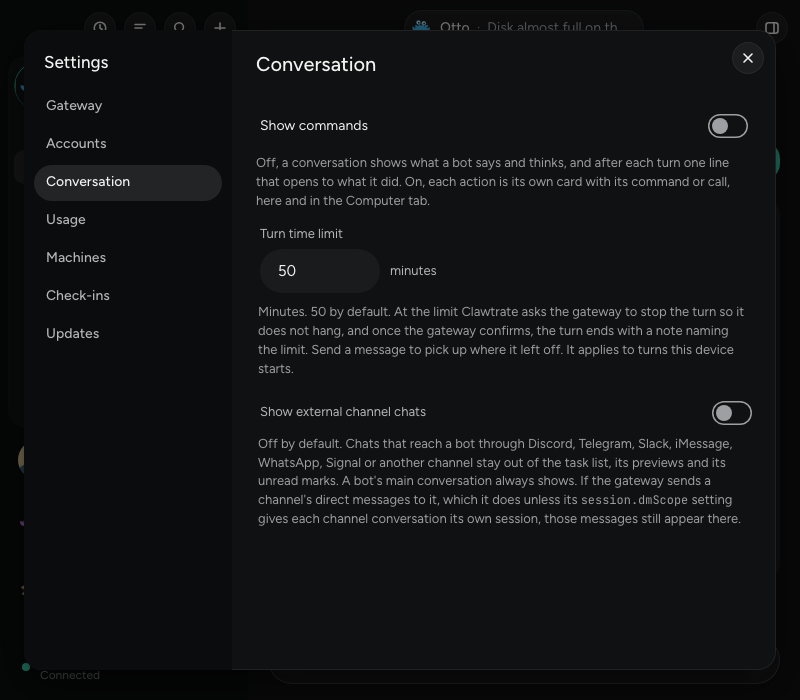 Otto · Disk almost full on th
Settings
Gateway
Accounts
Conversation
Usage
Machines
Check-ins
Updates
Connected
Conversation
Show commands
Off, a conversation shows what a bot says and thinks, and after each turn one line
that opens to what it did. On, each action is its own card with its command or call,
here and in the Computer tab.
Turn time limit
50 minutes
Minutes. 50 by default. At the limit Clawtrate asks the gateway to stop the turn so it
does not hang, and once the gateway confirms, the turn ends with a note naming
the limit. Send a message to pick up where it left off. It applies to turns this device
starts.
Show external channel chats
Off by default. Chats that reach a bot through Discord, Telegram, Slack, iMessage,
WhatsApp, Signal or another channel stay out of the task list, its previews and its
unread marks. A bot's main conversation always shows. If the gateway sends a
channel's direct messages to it, which it does unless its session.dmScope setting
gives each channel conversation its own session, those messages still appear there.